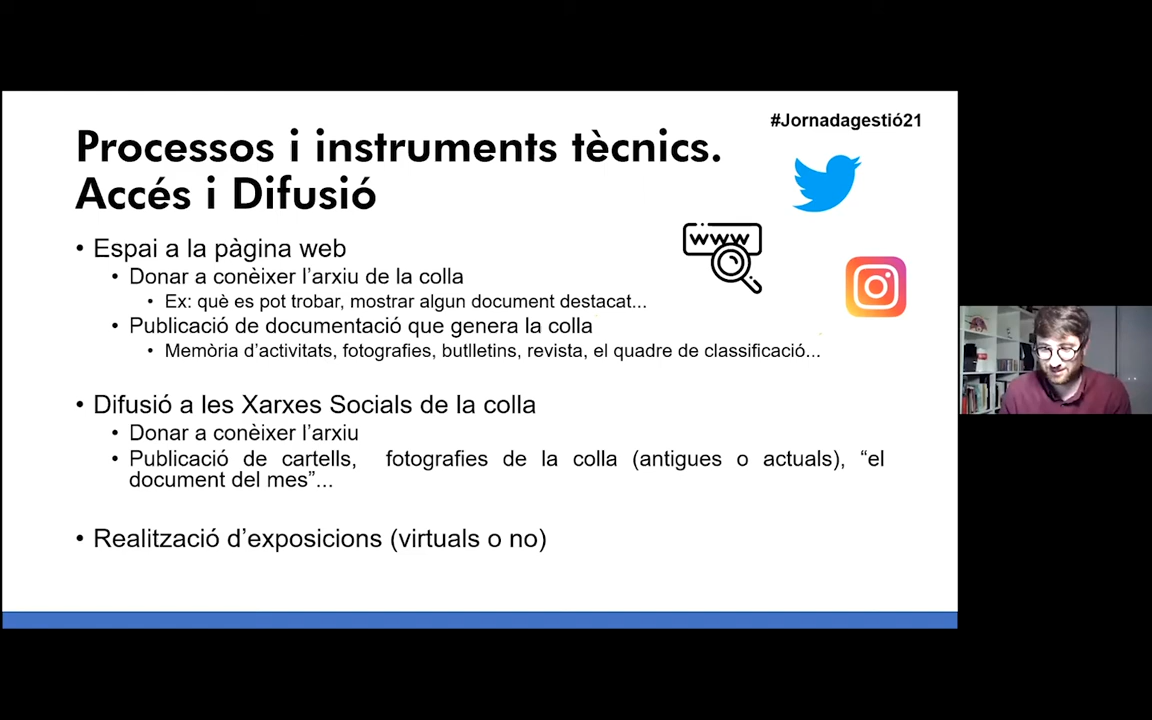 #Jornadagestió21
Processos i instruments tècnics.
Accés i Difusió
• Espai a la pàgina web
• Donar a conèixer l’arxiu de la colla
• Ex: què es pot trobar, mostrar algun document destacat...
• Publicació de documentació que genera la colla
• Memòria d’activitats, fotografies, butlletins, revista, el quadre de classificació...
www
• Difusió a les Xarxes Socials de la colla
• Donar a conèixer l’arxiu
• Publicació de cartells, fotografies de la colla (antigues o actuals), “el
document del mes”...
• Realització d’exposicions (virtuals o no)